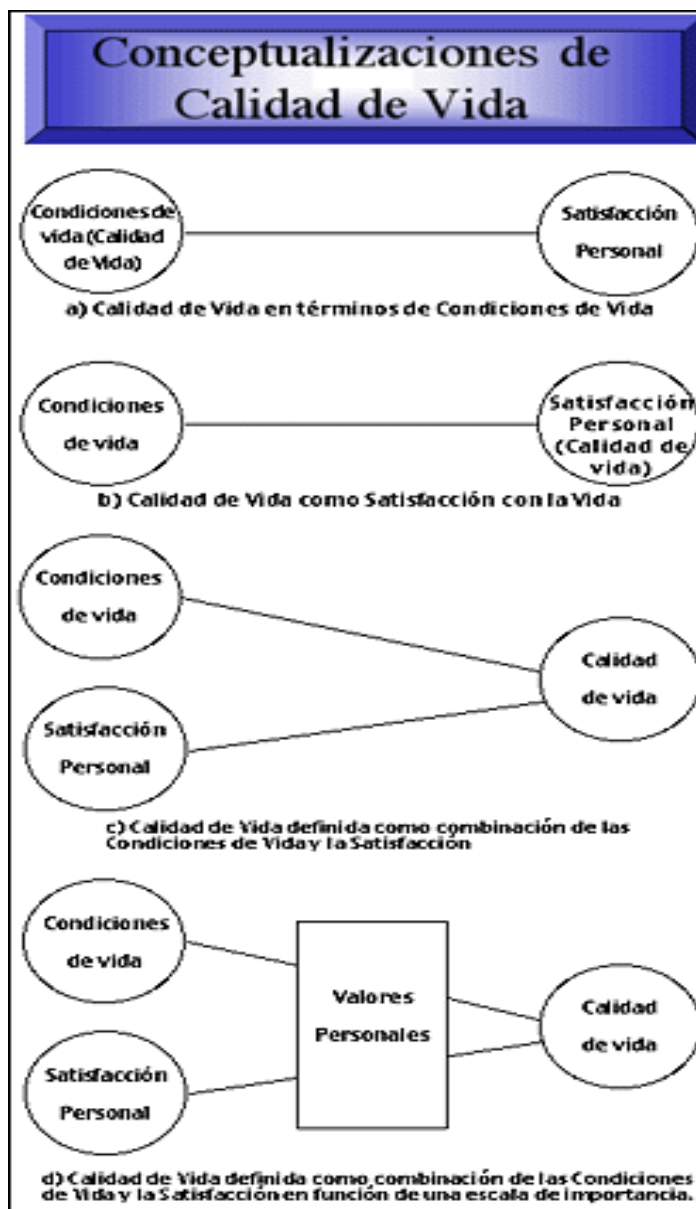 Conceptualizaciones de
Calidad de Vida
Condiciones de
vida (Calidad
de Vida)
Satisfacción
Personal
a) Calidad de Vida en términos de Condiciones de Vida
Condiciones
de vida
Satisfacción
Personal
(Calidad de
vida)
b) Calidad de Vida como Satisfacción con la Vida
Condiciones
de vida
Satisfacción
Personal
Calidad
de vida
c) Calidad de Vida definida como combinación de las
Condiciones de Vida y la Satisfacción
Condiciones
de vida
Satisfacción
Personal
Valores
Personales
Calidad
de vida
d) Calidad de Vida definida como combinación de las Condiciones
de Vida y la Satisfacción en función de una escala de importancia.